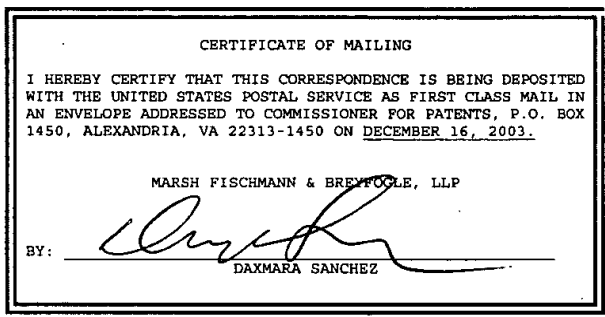 CERTIFICATE OF MAILING
I HEREBY CERTIFY THAT THIS CORRESPONDENCE IS BEING DEPOSITED
WITH THE UNITED STATES POSTAL SERVICE AS FIRST CLASS MAIL IN
AN ENVELOPE ADDRESSED TO COMMISSIONER FOR PATENTS, P.O. BOX
1450, ALEXANDRIA, VA 22313-1450 ON DECEMBER 16, 2003.
MARSH FISCHMANN & BREYFOGLE, LLP
BY:
DAXMARA SANCHEZ